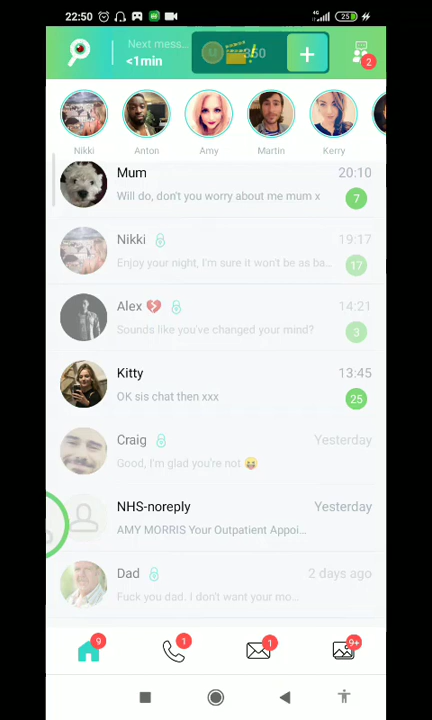 22:50
4G
25
Next mess...
<1min
350
+
2
Nikki
Anton
Amy
Martin
Kerry
Mum
20:10
Will do, don't you worry about me mum x
7
Nikki
19:17
Enjoy your night, I'm sure it won't be as ba...
17
Alex 💔
14:21
Sounds like you've changed your mind?
3
Kitty
13:45
OK sis chat then xxx
25
Craig
Yesterday
Good, I'm glad you're not 😝
NHS-noreply
Yesterday
AMY MORRIS Your Outpatient Appoi...
Dad
2 days ago
Fuck you dad. I don't want your mo...
9
1
1
9+